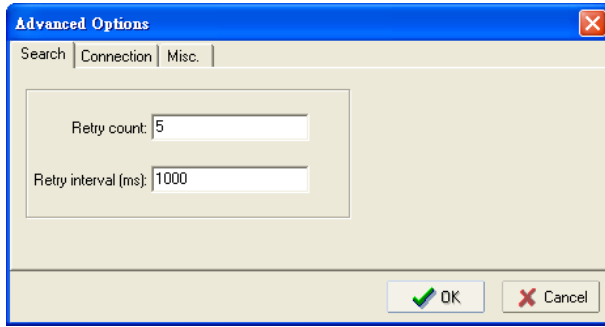 Advanced Options
Search Connection Misc.
Retry count: 5
Retry interval (ms): 1000
OK Cancel